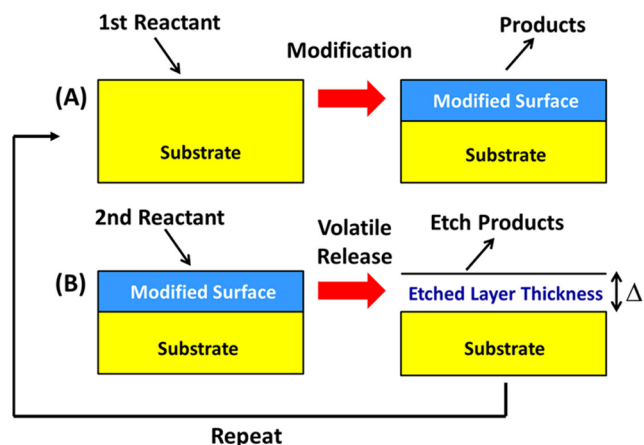 1st Reactant
Modification
Products
(A)
Substrate
Modified Surface
Substrate
2nd Reactant
Volatile
Release
Etch Products
(B)
Modified Surface
Substrate
Etched Layer Thickness
Δ
Substrate
Repeat